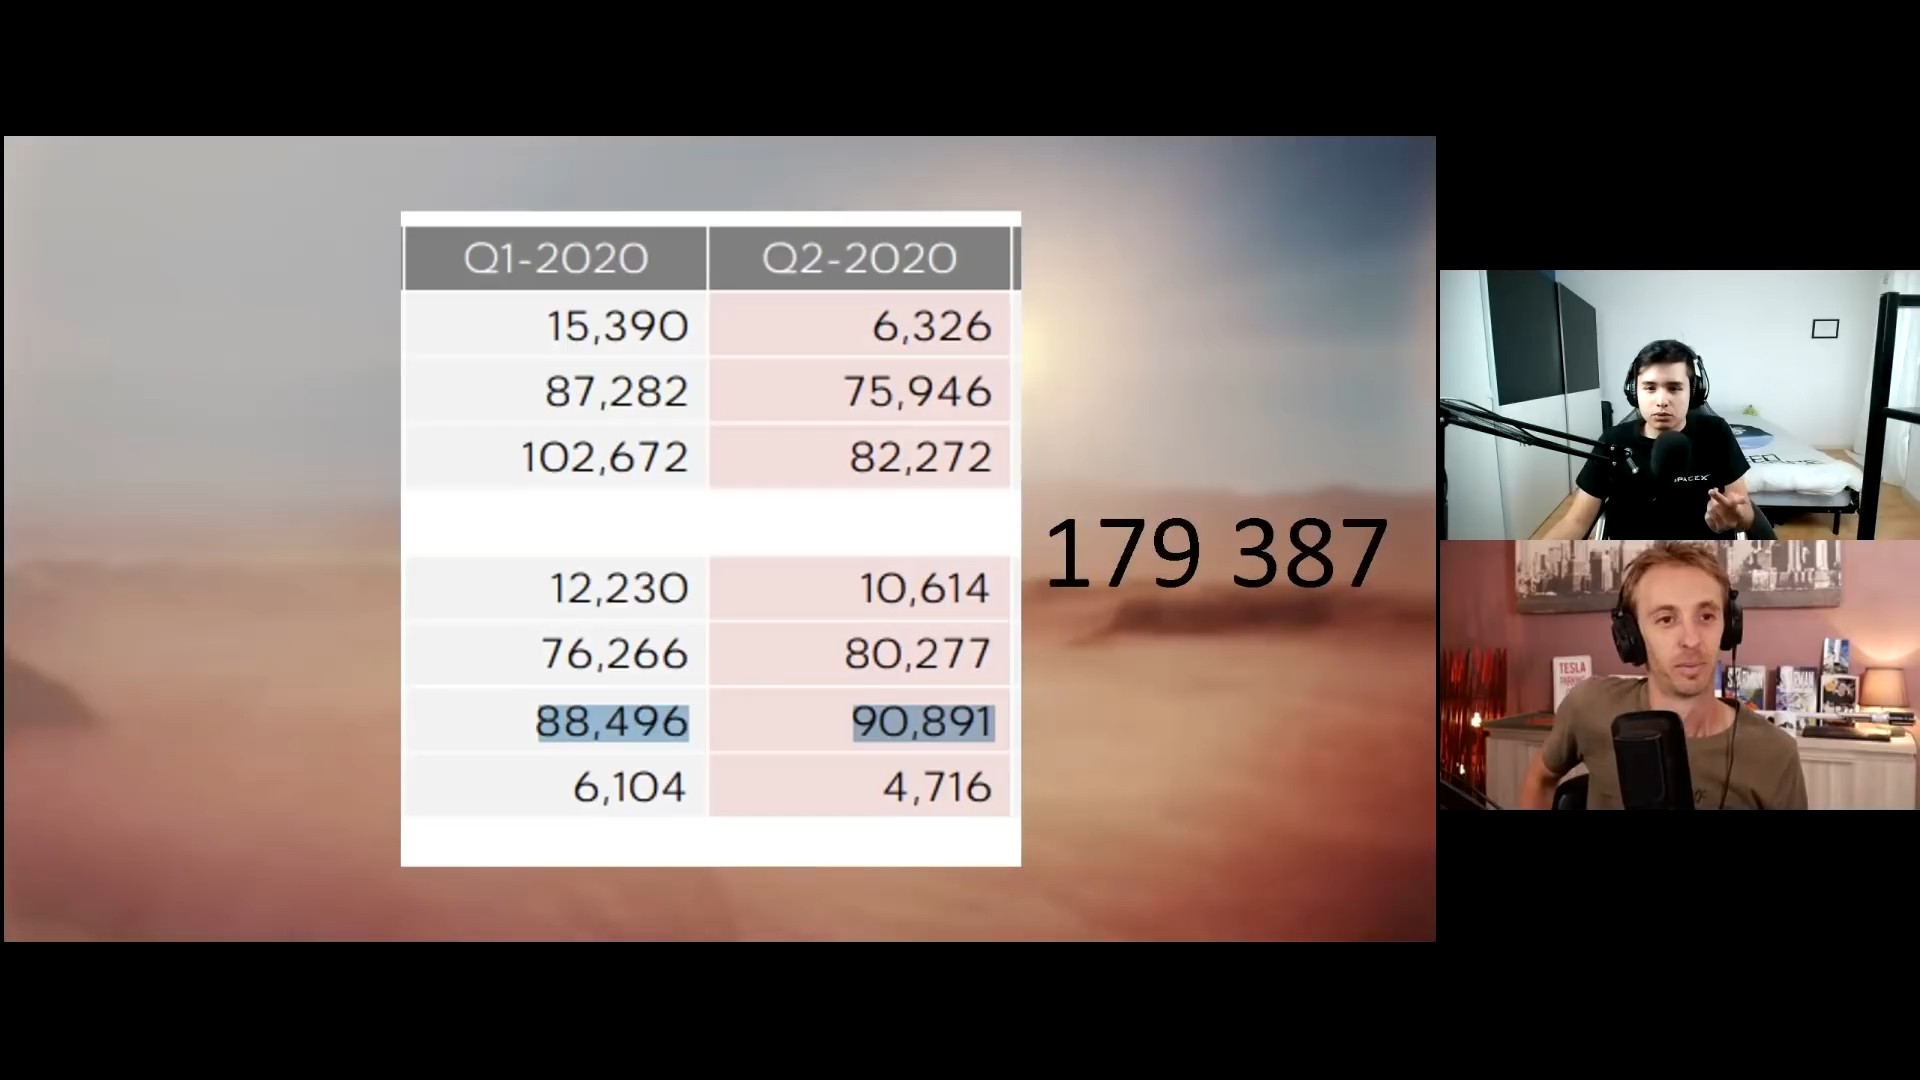 Q1-2020 Q2-2020
15,390 6,326
87,282 75,946
102,672 82,272
12,230 10,614
76,266 80,277
88,496 90,891
6,104 4,716
179 387
SPACEX
TESLA